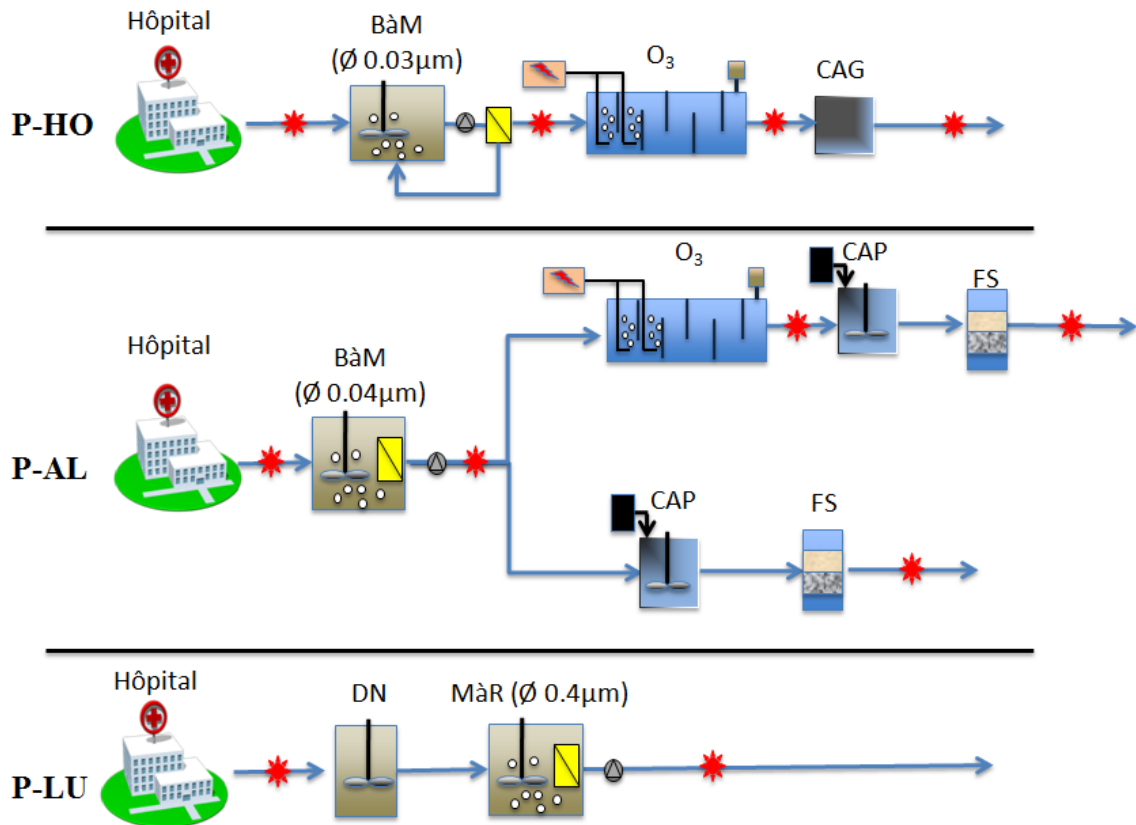 Hôpital
BàM
(Ø 0.03µm)
O₃
CAG
P-HO
O₃
CAP
FS
Hôpital
BàM
(Ø 0.04µm)
P-AL
CAP
FS
Hôpital
DN
MàR (Ø 0.4µm)
P-LU